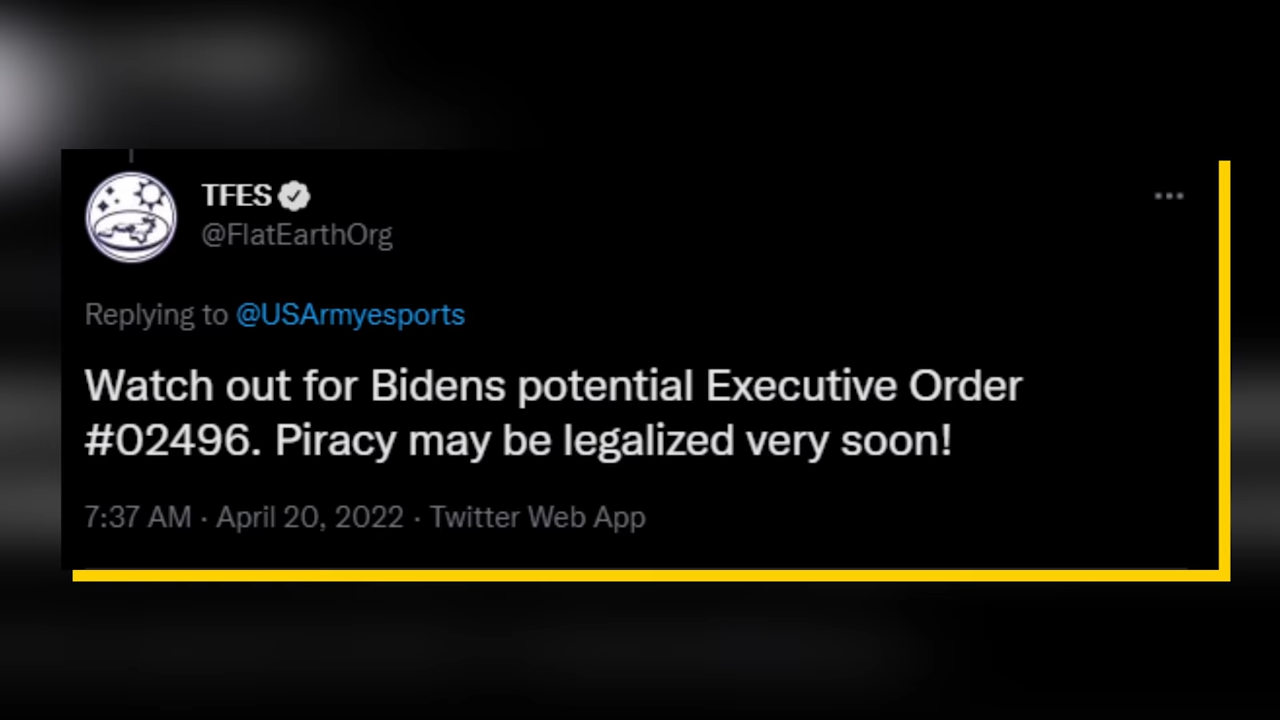 TFES
@FlatEarthOrg
Replying to @USArmyesports
Watch out for Bidens potential Executive Order
#02496. Piracy may be legalized very soon!
7:37 AM · April 20, 2022 · Twitter Web App